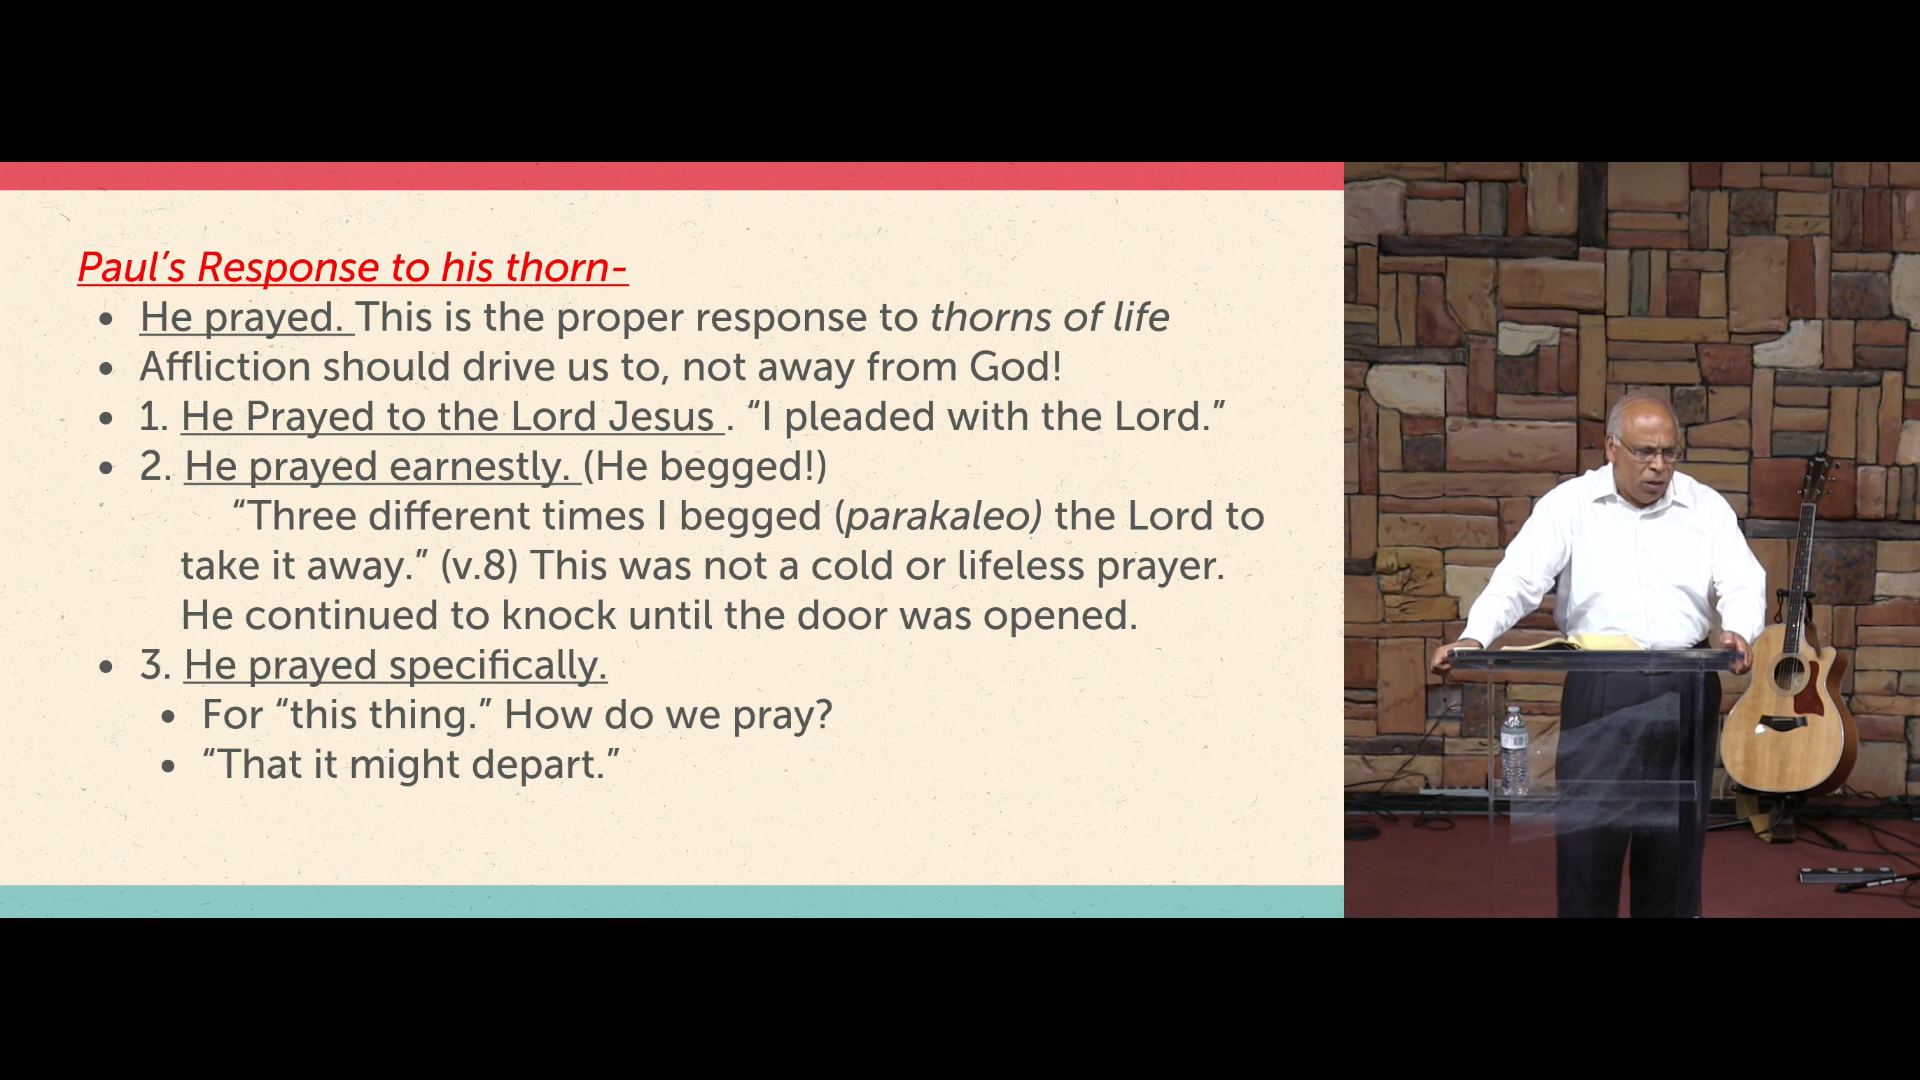 Paul’s Response to his thorn-
• He prayed. This is the proper response to thorns of life
• Affliction should drive us to, not away from God!
• 1. He Prayed to the Lord Jesus . “I pleaded with the Lord.”
• 2. He prayed earnestly. (He begged!)
“Three different times I begged (parakaleo) the Lord to
take it away.” (v.8) This was not a cold or lifeless prayer.
He continued to knock until the door was opened.
• 3. He prayed specifically.
• For “this thing.” How do we pray?
• “That it might depart.”